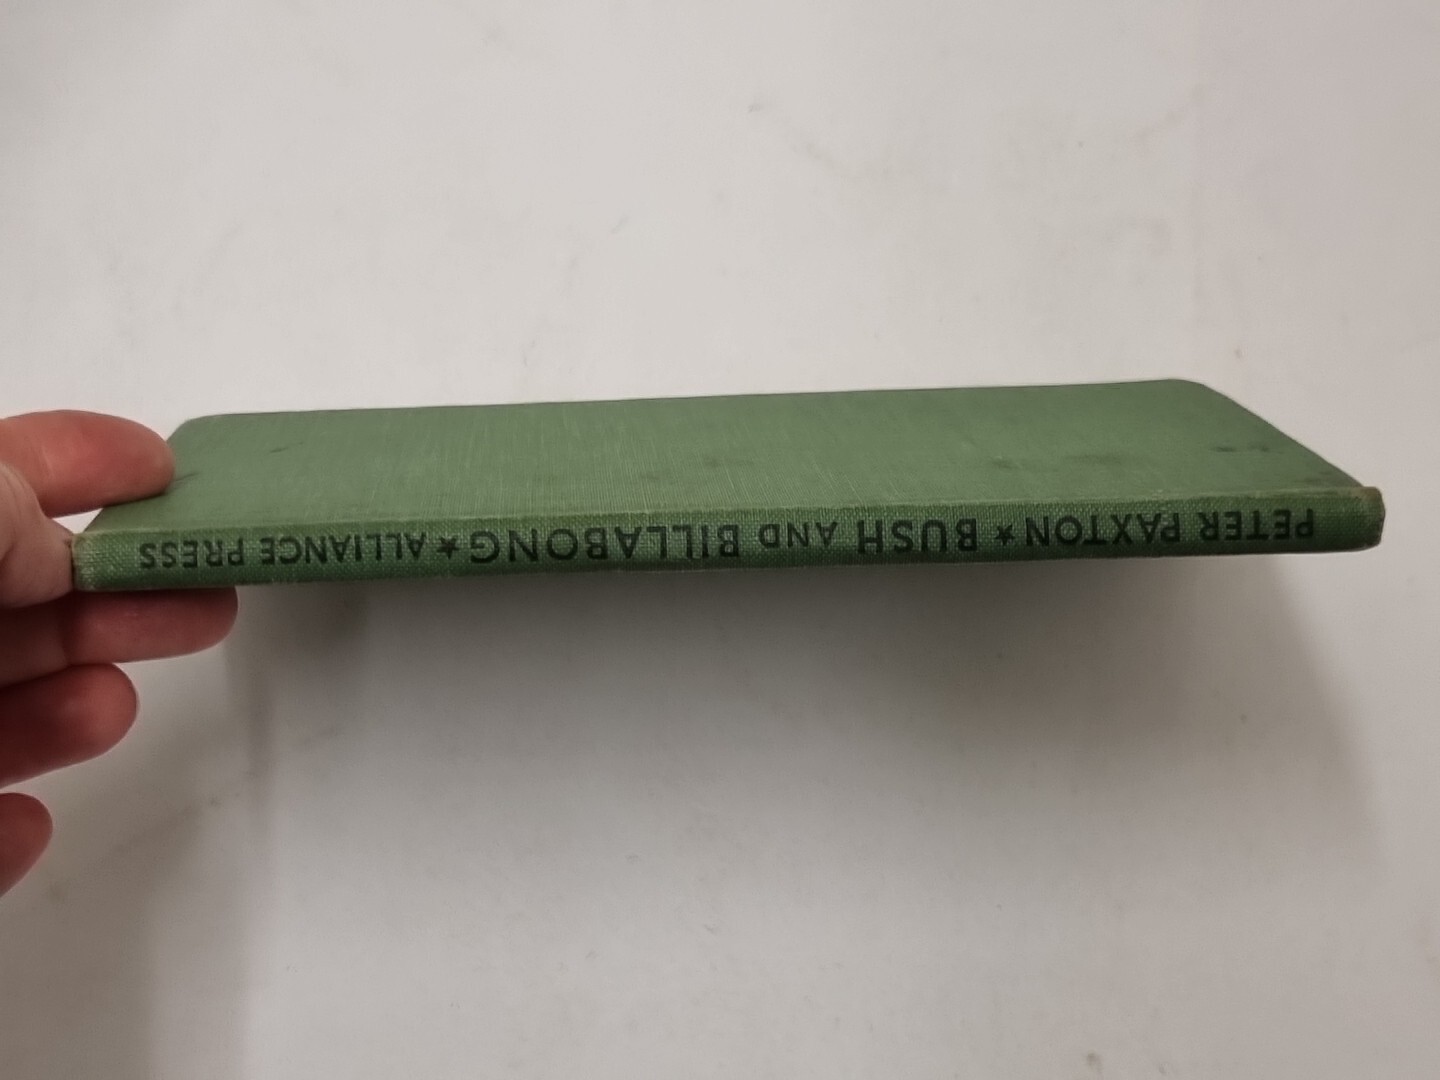 PETER PAXTON ★ BUSH AND BILLABONG ★ ALLIANCE PRESS